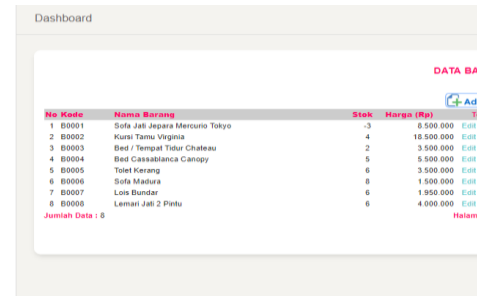 Dashboard
DATA BA
Ad
No Kode Nama Barang Stok Harga (Rp) T
1 B0001 Sofa Jati Jepara Mercurio Tokyo -3 8.500.000 Edit
2 B0002 Kursi Tamu Virginia 4 18.500.000 Edit
3 B0003 Bed / Tempat Tidur Chateau 2 3.500.000 Edit
4 B0004 Bed Cassablanca Canopy 5 5.500.000 Edit
5 B0005 Tolet Kerang 6 3.500.000 Edit
6 B0006 Sofa Madura 8 1.500.000 Edit
7 B0007 Lois Bundar 6 1.950.000 Edit
8 B0008 Lemari Jati 2 Pintu 6 4.000.000 Edit
Jumlah Data : 8 Halam